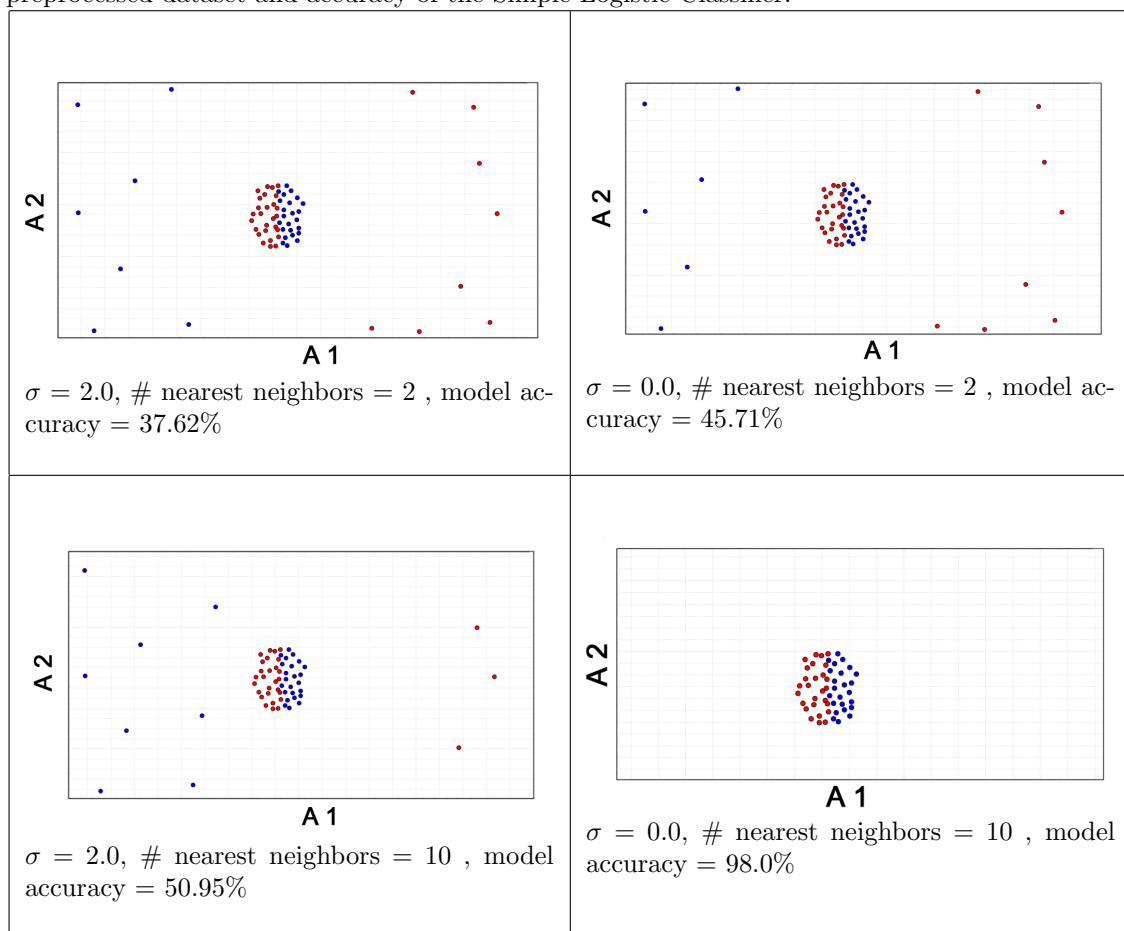 preprocessed dataset and accuracy of the Simple Logistic Classifier.
A 2
A 1
σ = 2.0, # nearest neighbors = 2 , model ac-
curacy = 37.62%
A 2
A 1
σ = 0.0, # nearest neighbors = 2 , model ac-
curacy = 45.71%
A 2
A 1
σ = 2.0, # nearest neighbors = 10 , model
accuracy = 50.95%
A 2
A 1
σ = 0.0, # nearest neighbors = 10 , model
accuracy = 98.0%